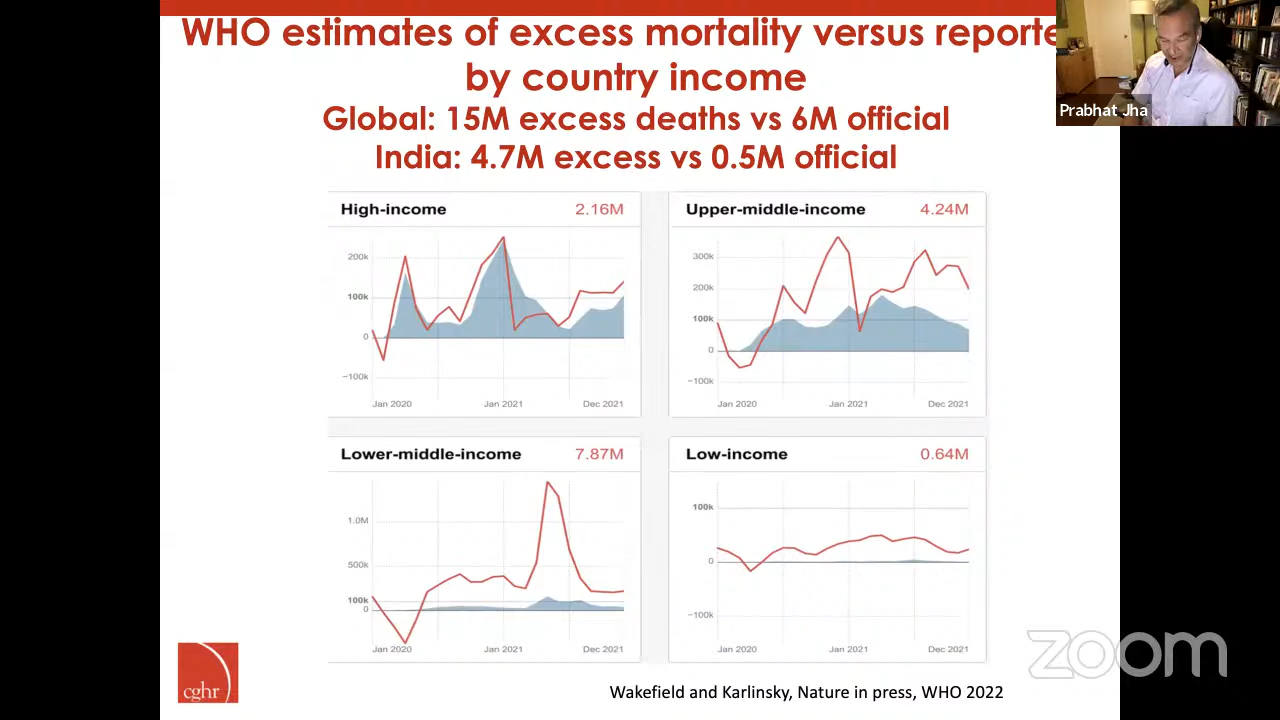 WHO estimates of excess mortality versus reporte
by country income
Global: 15M excess deaths vs 6M official
India: 4.7M excess vs 0.5M official
Prabhat Jha
High-income 2.16M
200k
100k
0
−100k
Jan 2020 Jan 2021 Dec 2021
Upper-middle-income 4.24M
300k
200k
100k
0
−100k
Jan 2020 Jan 2021 Dec 2021
Lower-middle-income 7.87M
1.0M
500k
100k
0
Jan 2020 Jan 2021 Dec 2021
Low-income 0.64M
100k
0
−100k
Jan 2020 Jan 2021 Dec 2021
cghr
zoom
Wakefield and Karlinsky, Nature in press, WHO 2022